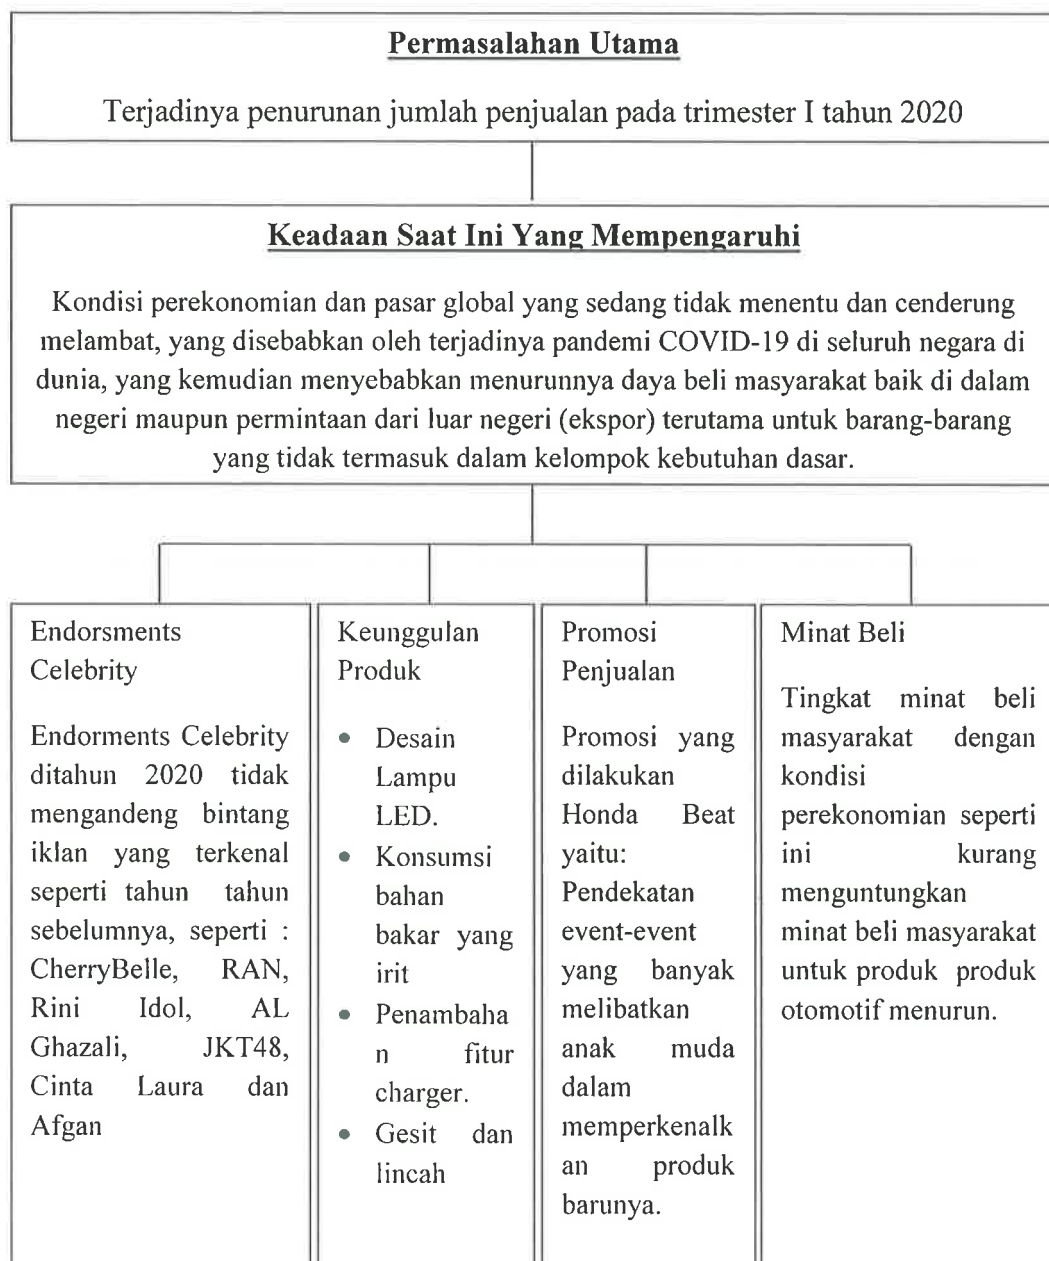 Permasalahan Utama
Terjadinya penurunan jumlah penjualan pada trimester I tahun 2020
Keadaan Saat Ini Yang Mempengaruhi
Kondisi perekonomian dan pasar global yang sedang tidak menentu dan cenderung
melambat, yang disebabkan oleh terjadinya pandemi COVID-19 di seluruh negara di
dunia, yang kemudian menyebabkan menurunnya daya beli masyarakat baik di dalam
negeri maupun permintaan dari luar negeri (ekspor) terutama untuk barang-barang
yang tidak termasuk dalam kelompok kebutuhan dasar.
Endorsments
Celebrity
Endorments Celebrity
ditahun 2020 tidak
mengandeng bintang
iklan yang terkenal
seperti tahun tahun
sebelumnya, seperti :
CherryBelle, RAN,
Rini Idol, AL
Ghazali, JKT48,
Cinta Laura dan
Afgan
Keunggulan
Produk
• Desain
Lampu
LED.
• Konsumsi
bahan
bakar yang
irit
• Penambaha
n fitur
charger.
• Gesit dan
lincah
Promosi
Penjualan
Promosi yang
dilakukan
Honda Beat
yaitu:
Pendekatan
event-event
yang banyak
melibatkan
anak muda
dalam
memperkenalk
an produk
barunya.
Minat Beli
Tingkat minat beli
masyarakat dengan
kondisi
perekonomian seperti
ini kurang
menguntungkan
minat beli masyarakat
untuk produk produk
otomotif menurun.